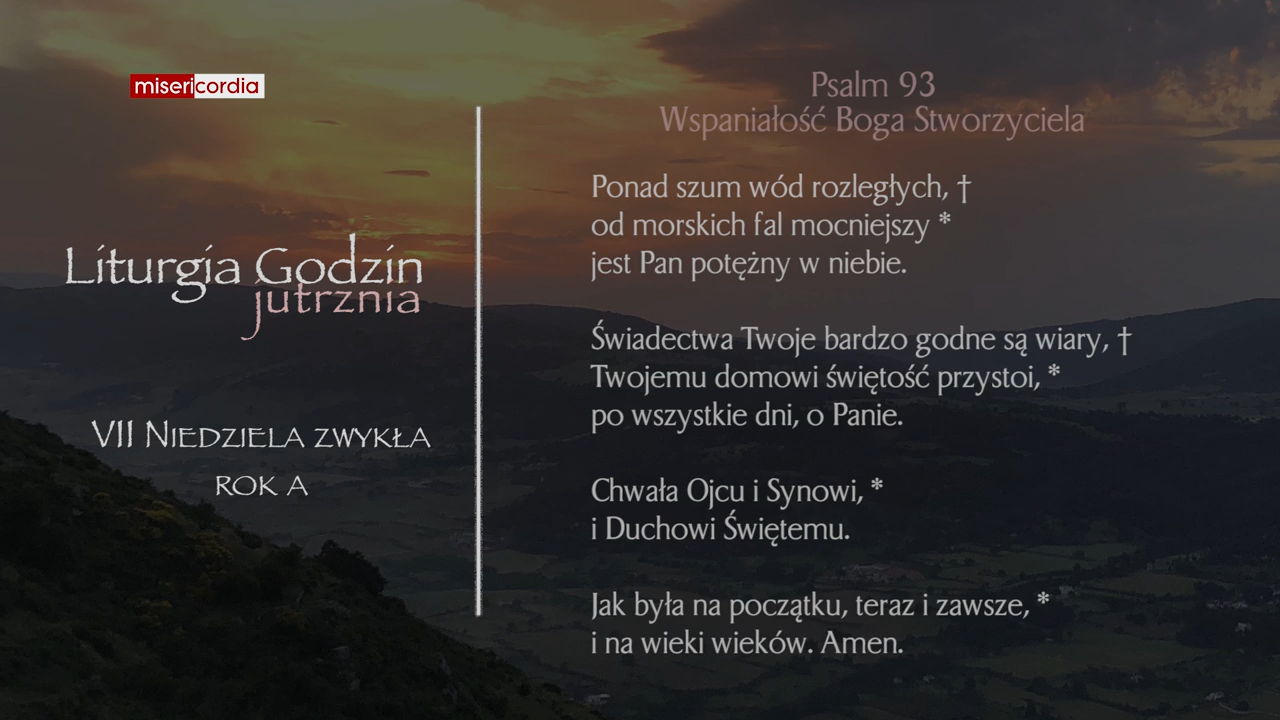 misericordia
Liturgia Godzin
jutrznia
VII Niedziela zwykła
rok A
Psalm 93
Wspaniałość Boga Stworzyciela
Ponad szum wód rozległych, †
od morskich fal mocniejszy *
jest Pan potężny w niebie.
Świadectwa Twoje bardzo godne są wiary, †
Twojemu domowi świętość przystoi, *
po wszystkie dni, o Panie.
Chwała Ojcu i Synowi, *
i Duchowi Świętemu.
Jak była na początku, teraz i zawsze, *
i na wieki wieków. Amen.